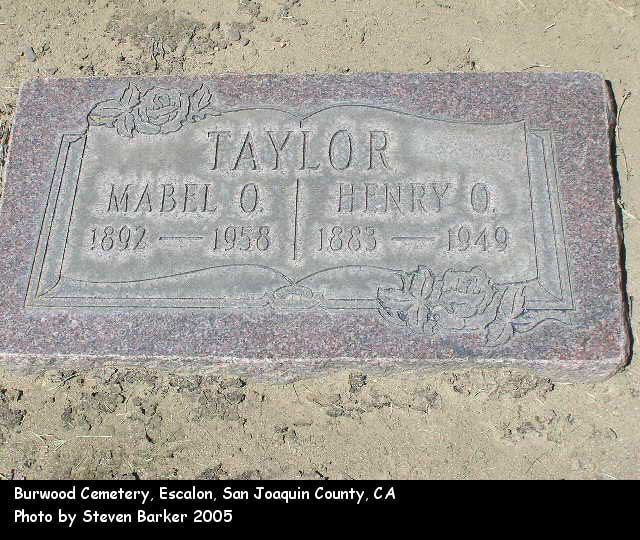 TAYLOR
MABEL O. HENRY O.
1892 — 1958 1883 — 1949
Burwood Cemetery, Escalon, San Joaquin County, CA
Photo by Steven Barker 2005